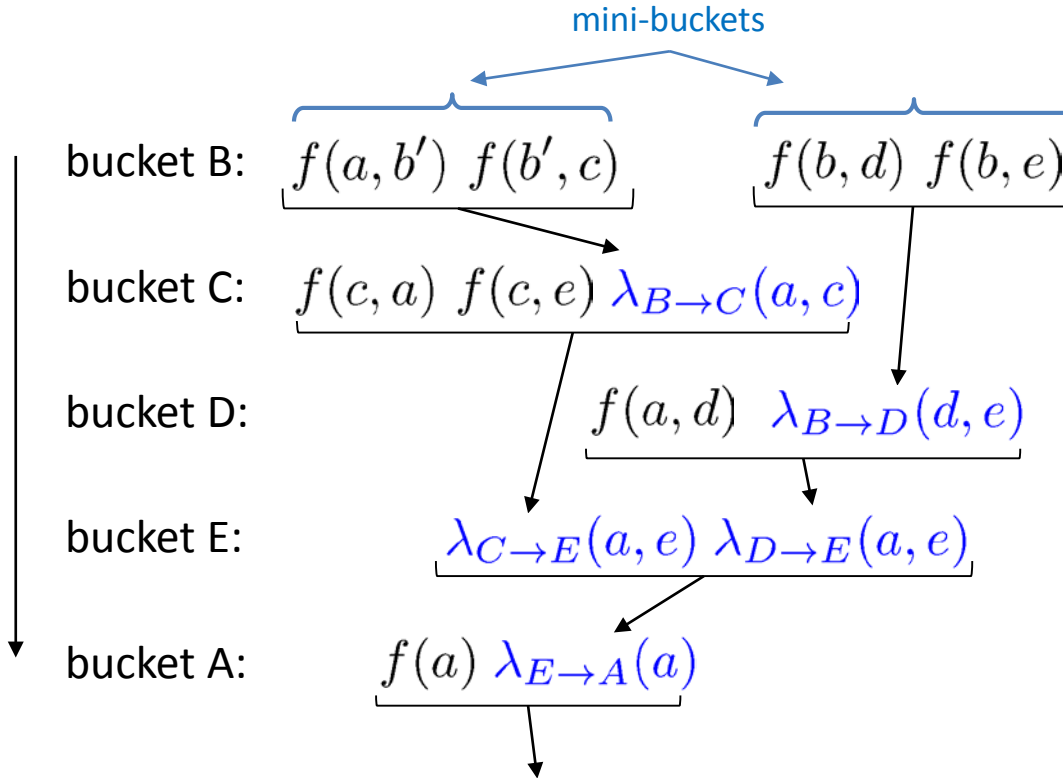 mini-buckets
bucket B: f(a, b′) f(b′, c) f(b, d) f(b, e)
bucket C: f(c, a) f(c, e) λ_{B→C}(a, c)
bucket D: f(a, d) λ_{B→D}(d, e)
bucket E: λ_{C→E}(a, e) λ_{D→E}(a, e)
bucket A: f(a) λ_{E→A}(a)